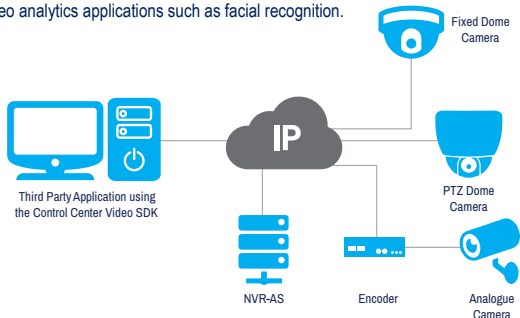 eo analytics applications such as facial recognition.
Fixed Dome
Camera
IP
Third Party Application using
the Control Center Video SDK
PTZ Dome
Camera
NVR-AS
Encoder
Analogue
Camera